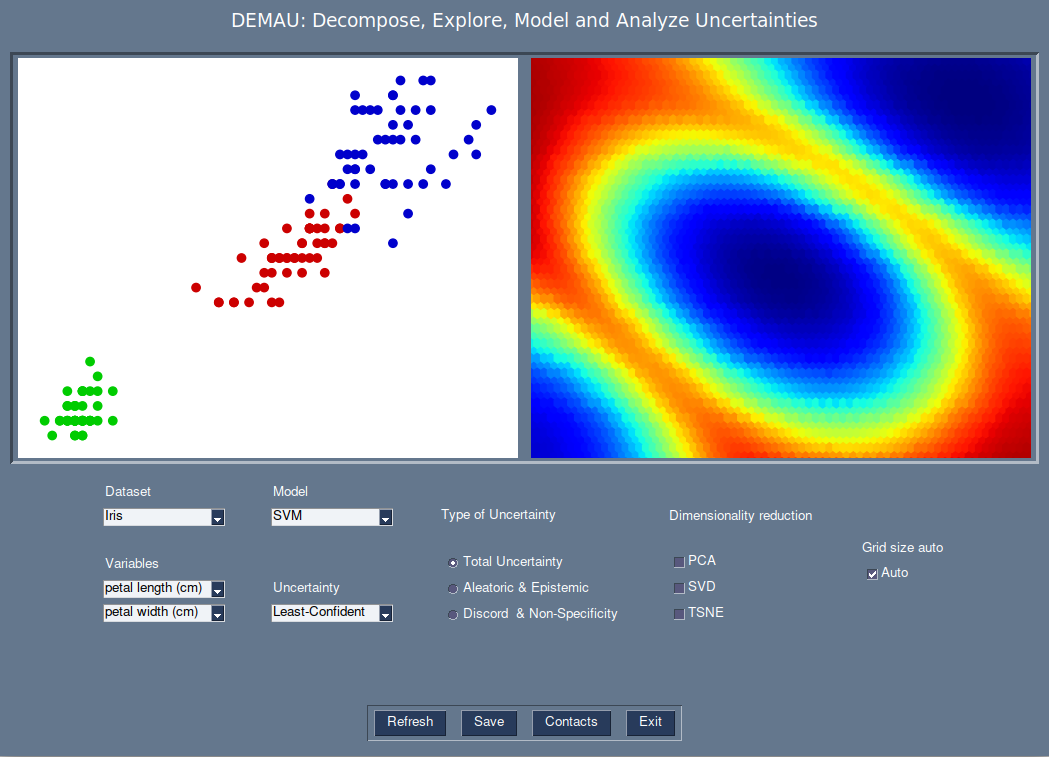 DEMAU: Decompose, Explore, Model and Analyze Uncertainties
Dataset
Iris
Model
SVM
Type of Uncertainty
Dimensionality reduction
Grid size auto
Auto
Variables
petal length (cm)
petal width (cm)
Uncertainty
Least-Confident
Total Uncertainty
Aleatoric & Epistemic
Discord & Non-Specificity
PCA
SVD
TSNE
Refresh
Save
Contacts
Exit